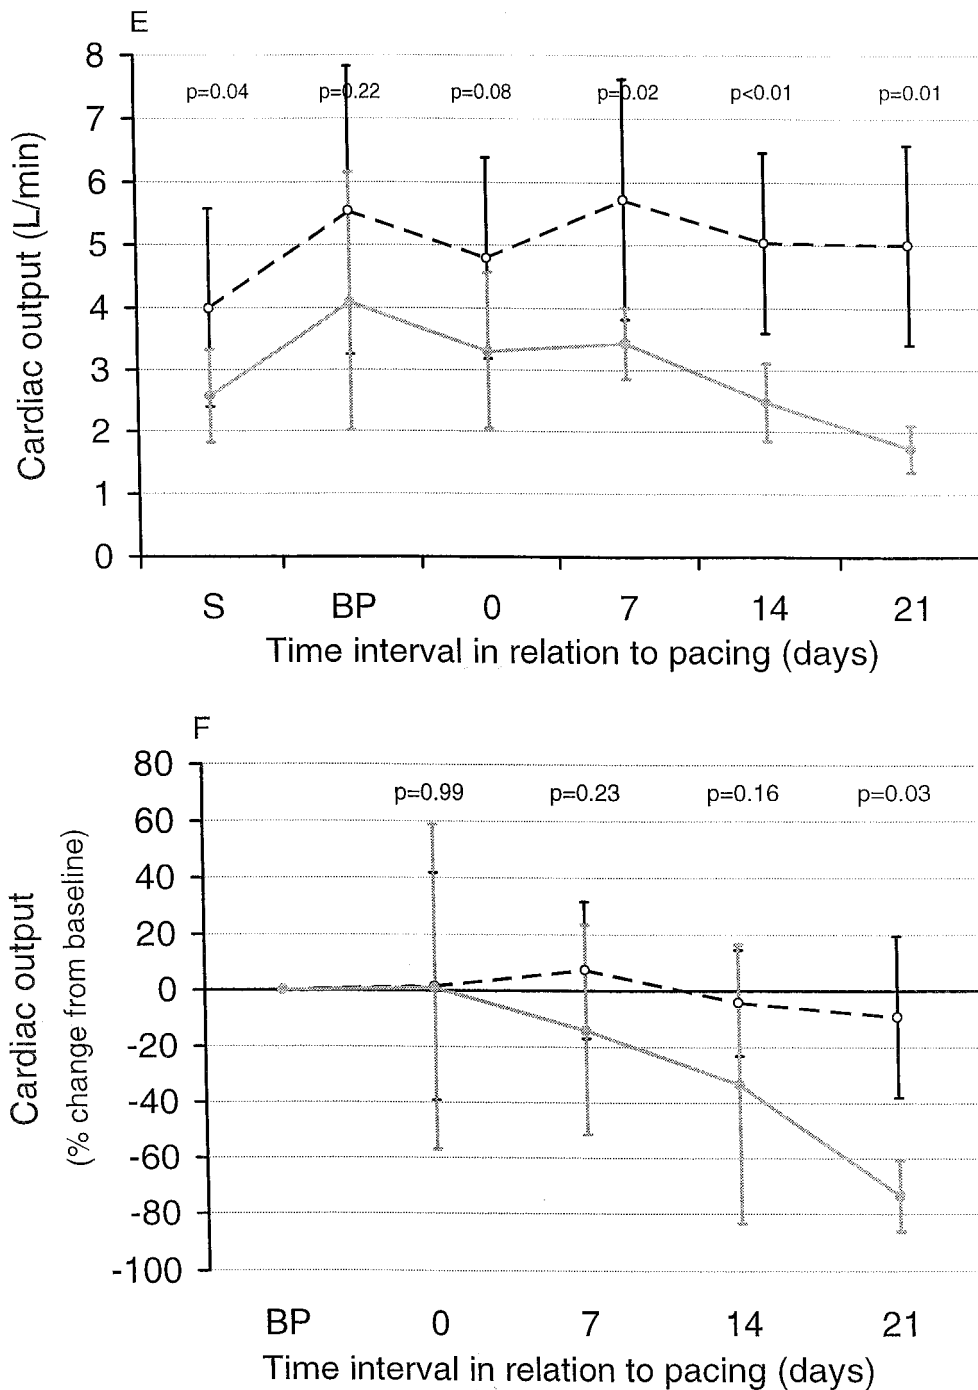 E
8
p=0.04 p=0.22 p=0.08 p=0.02 p<0.01 p=0.01
7
6
5
4
3
2
1
0
Cardiac output (L/min)
S BP 0 7 14 21
Time interval in relation to pacing (days)
F
80
p=0.99 p=0.23 p=0.16 p=0.03
60
40
20
0
-20
-40
-60
-80
-100
Cardiac output
(% change from baseline)
BP 0 7 14 21
Time interval in relation to pacing (days)